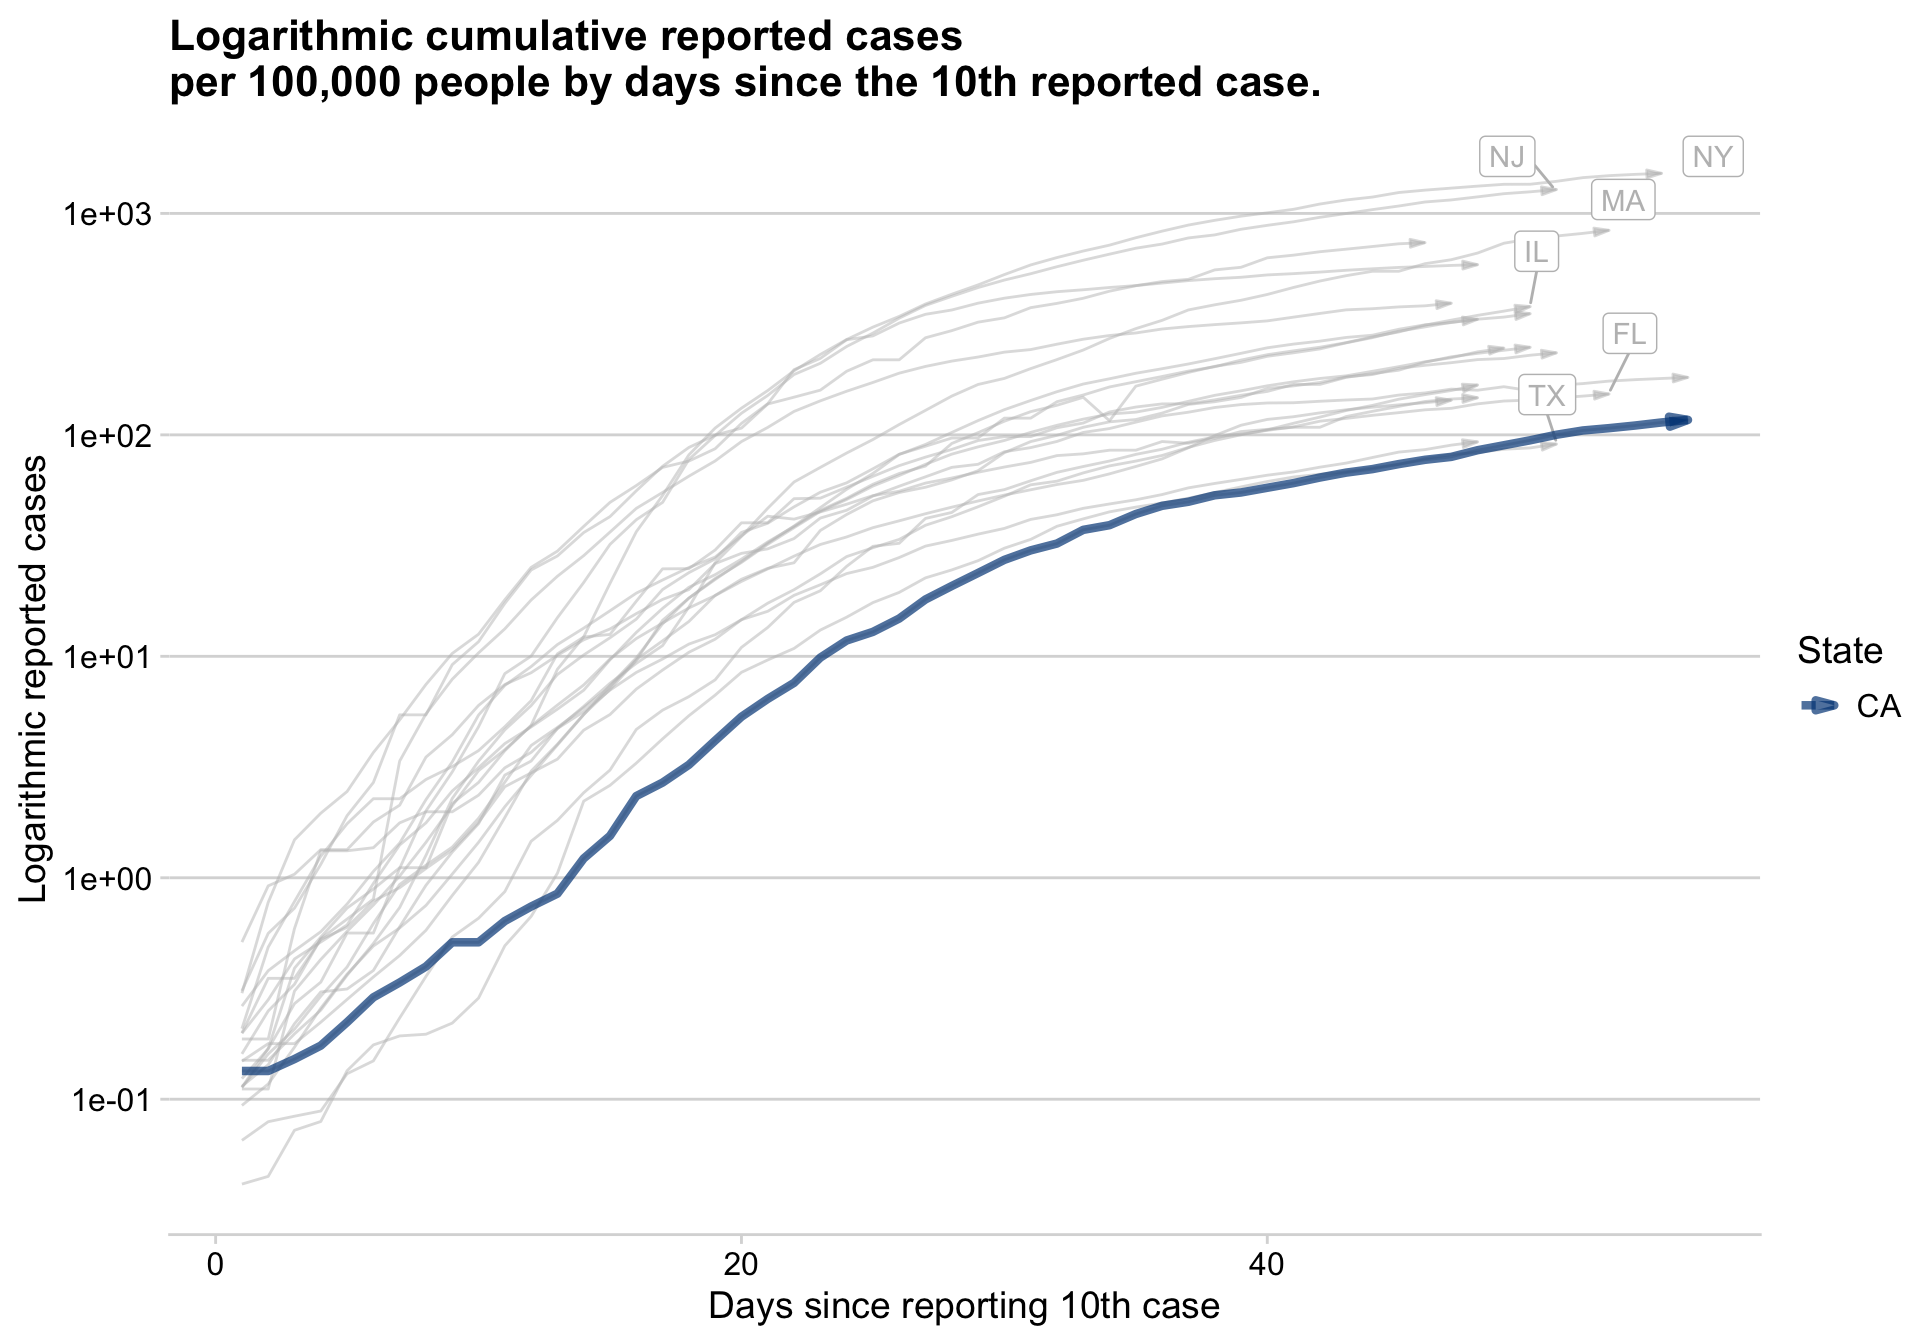 Logarithmic cumulative reported cases
per 100,000 people by days since the 10th reported case.
NJ
NY
MA
IL
FL
TX
1e+03
1e+02
1e+01
1e+00
1e-01
Logarithmic reported cases
0
20
40
Days since reporting 10th case
State
CA